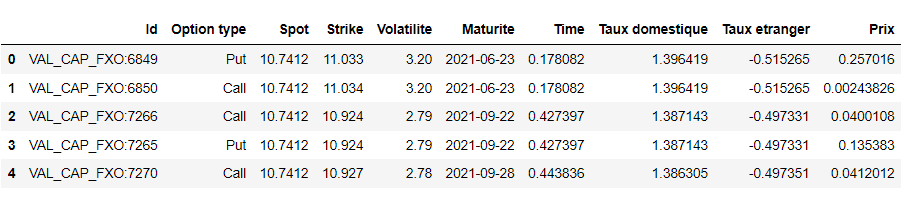 Id Option type Spot Strike Volatilite Maturite Time Taux domestique Taux etranger Prix
0 VAL_CAP_FXO:6849 Put 10.7412 11.033 3.20 2021-06-23 0.178082 1.396419 -0.515265 0.257016
1 VAL_CAP_FXO:6850 Call 10.7412 11.034 3.20 2021-06-23 0.178082 1.396419 -0.515265 0.00243826
2 VAL_CAP_FXO:7266 Call 10.7412 10.924 2.79 2021-09-22 0.427397 1.387143 -0.497331 0.0400108
3 VAL_CAP_FXO:7265 Put 10.7412 10.924 2.79 2021-09-22 0.427397 1.387143 -0.497331 0.135383
4 VAL_CAP_FXO:7270 Call 10.7412 10.927 2.78 2021-09-28 0.443836 1.386305 -0.497351 0.0412012